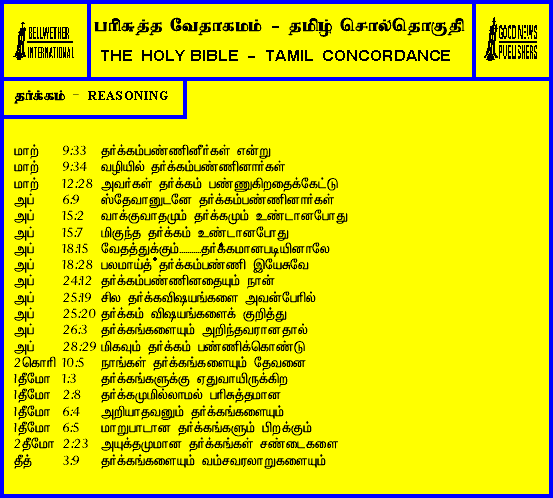 BELLWETHER
INTERNATIONAL
பரிசுத்த வேதாகமம் - தமிழ் சொல்தொகுதி
THE HOLY BIBLE - TAMIL CONCORDANCE
GOOD NEWS
PUBLISHERS
தர்க்கம் - REASONING
மாற் 9:33 தர்க்கம்பண்ணினீர்கள் என்று
மாற் 9:34 வழியில் தர்க்கம்பண்ணினார்கள்
மாற் 12:28 அவர்கள் தர்க்கம் பண்ணுகிறதைக்கேட்டு
அப் 6:9 ஸ்தேவானுடனே தர்க்கம்பண்ணினார்கள்
அப் 15:2 வாக்குவாதமும் தர்க்கமும் உண்டானபோது
அப் 15:7 மிகுந்த தர்க்கம் உண்டானபோது
அப் 18:15 வேதத்துக்கும்..........தர்க்கமானபடியினாலே
அப் 18:28 பலமாய்த் தர்க்கம்பண்ணி இயேசுவே
அப் 24:12 தர்க்கம்பண்ணினதையும் நான்
அப் 25:19 சில தர்க்கவிஷயங்களை அவன்பேரில்
அப் 25:20 தர்க்கம் விஷயங்களைக் குறித்து
அப் 26:3 தர்க்கங்களையும் அறிந்தவரானதால்
அப் 28:29 மிகவும் தர்க்கம் பண்ணிக்கொண்டு
2கொரி 10:5 நாங்கள் தர்க்கங்களையும் தேவனை
1தீமோ 1:3 தர்க்கங்களுக்கு ஏதுவாயிருக்கிற
1தீமோ 2:8 தர்க்கமுமில்லாமல் பரிசுத்தமான
1தீமோ 6:4 அறியாதவனும் தர்க்கங்களையும்
1தீமோ 6:5 மாறுபாடான தர்க்கங்களும் பிறக்கும்
2தீமோ 2:23 அயுக்தமுமான தர்க்கங்கள் சண்டைகளை
தீத் 3:9 தர்க்கங்களையும் வம்சவரலாறுகளையும்